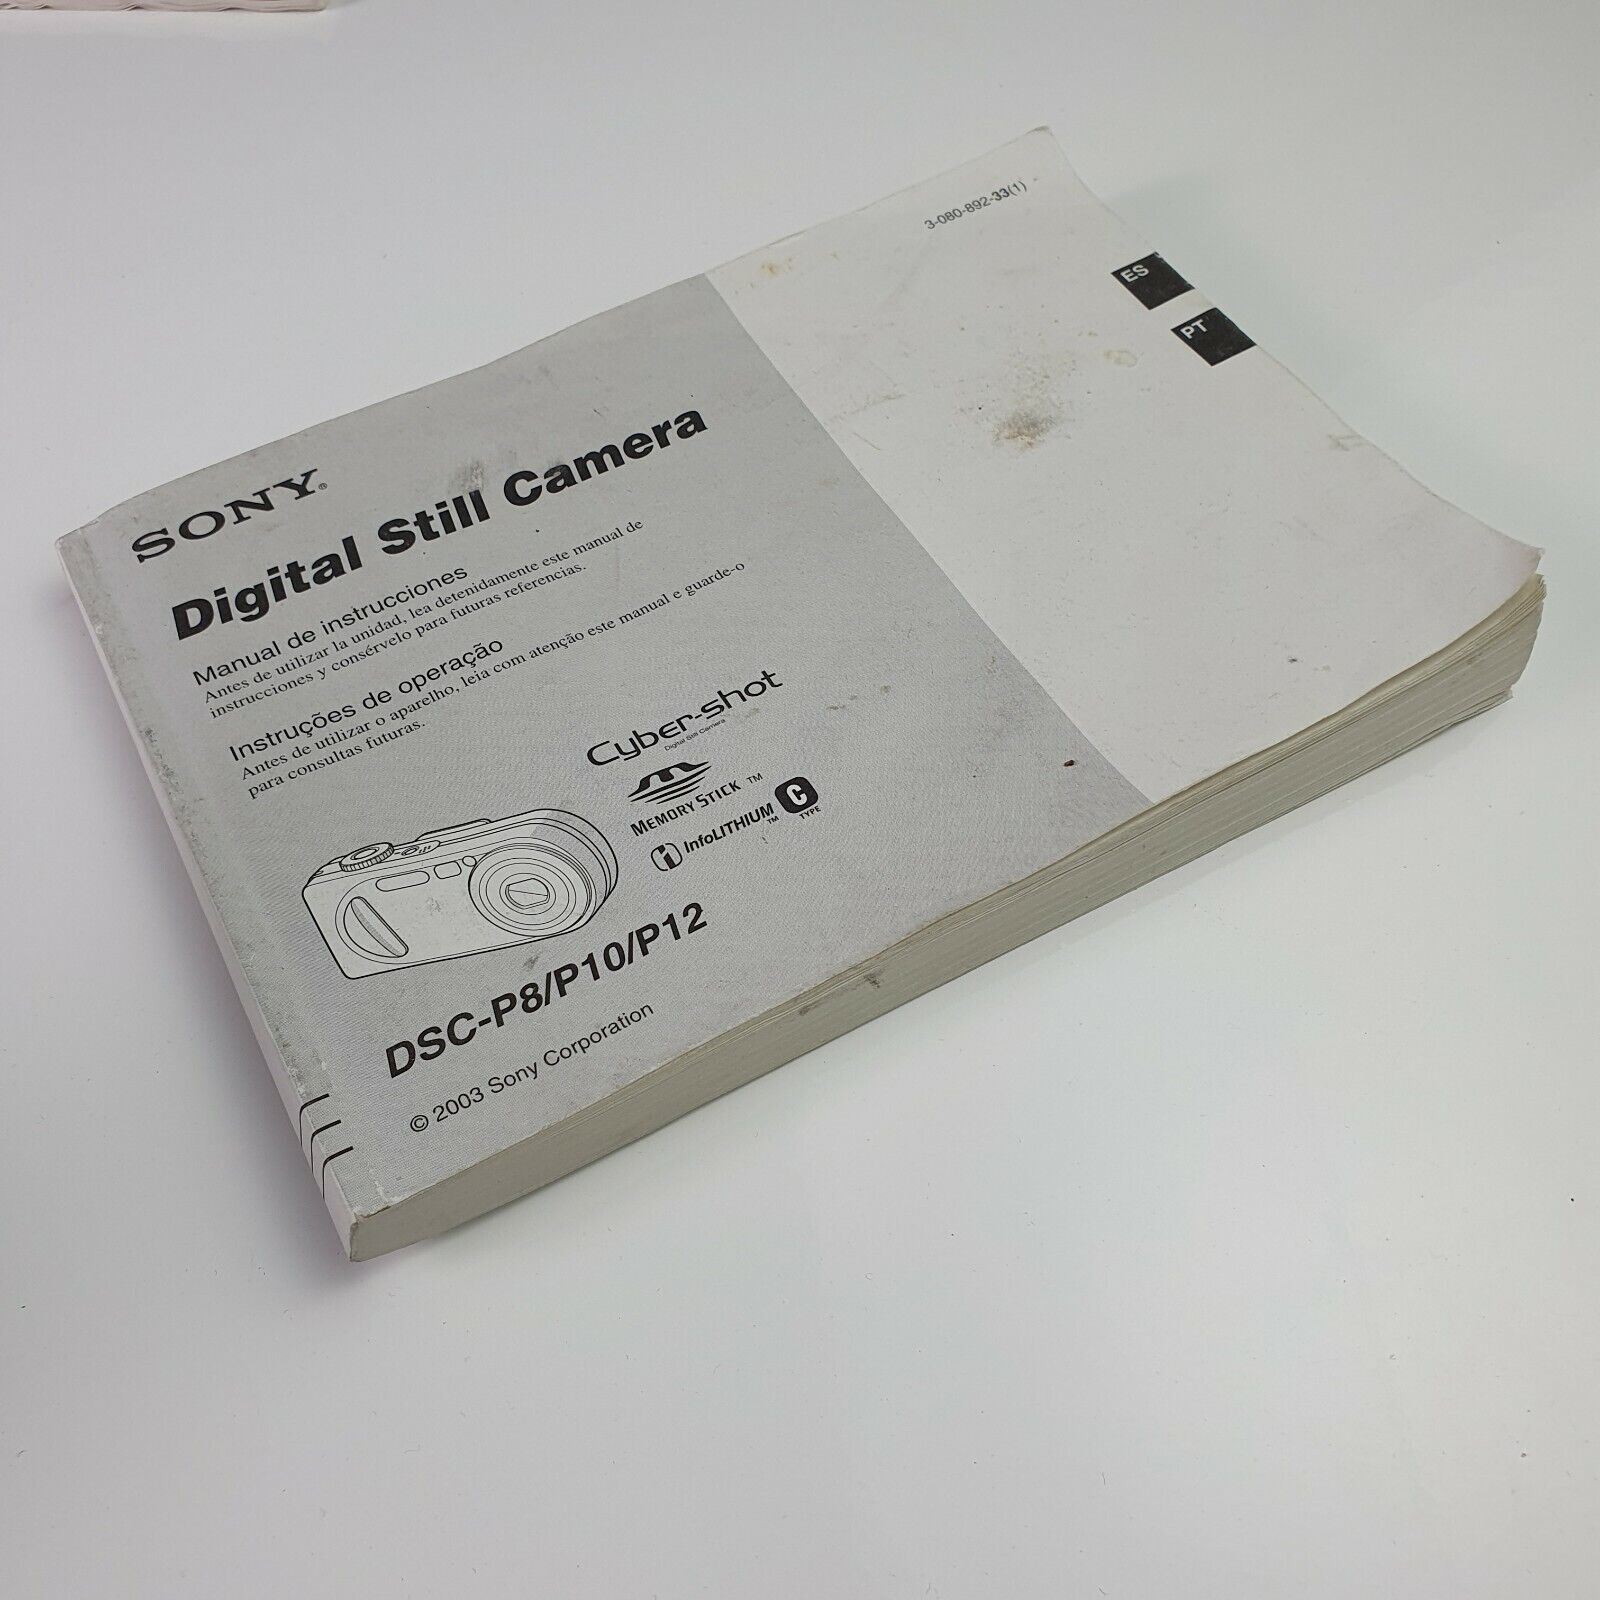 3-080-892-33(1)
ES
PT
SONY®
Digital Still Camera
Manual de instrucciones
Antes de utilizar la unidad, lea detenidamente este manual de
instrucciones y consérvelo para futuras referencias.
Instruções de operação
Antes de utilizar o aparelho, leia com atenção este manual e guarde-o
para consultas futuras.
Cyber-shot
Digital Still Camera
MEMORY STICK ™
InfoLITHIUM ™ C
TYPE
DSC-P8/P10/P12
© 2003 Sony Corporation